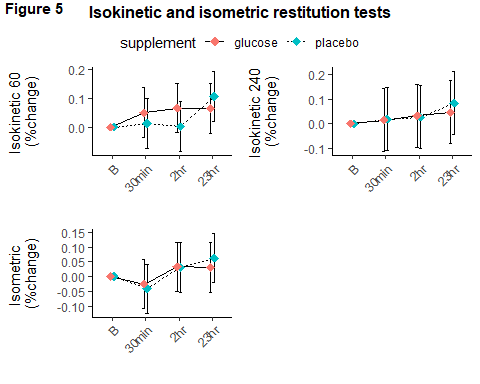 Figure 5
Isokinetic and isometric restitution tests
supplement glucose placebo
Isokinetic 60
(%change)
0.2
0.1
0.0
B
30min
2hr
23hr
Isokinetic 240
(%change)
0.2
0.1
0.0
-0.1
B
30min
2hr
23hr
Isometric
(%change)
0.15
0.10
0.05
0.00
-0.05
-0.10
B
30min
2hr
23hr